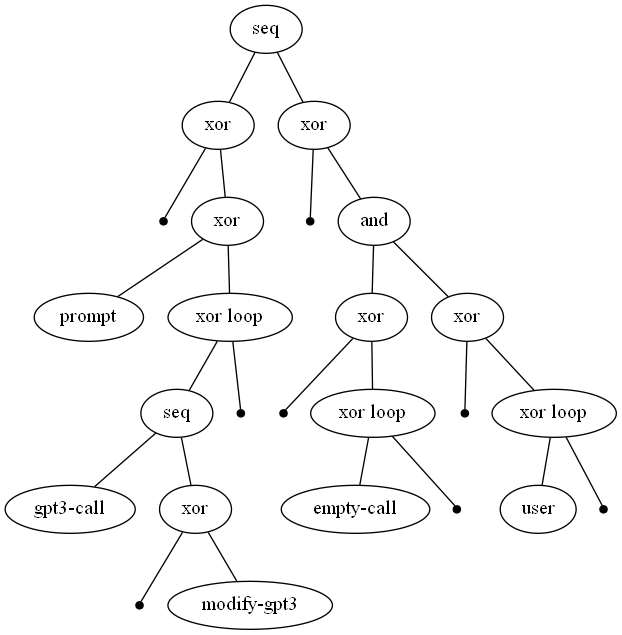 seq
xor
xor
xor
and
prompt
xor loop
xor
xor
seq
xor loop
xor loop
gpt3-call
xor
empty-call
user
modify-gpt3